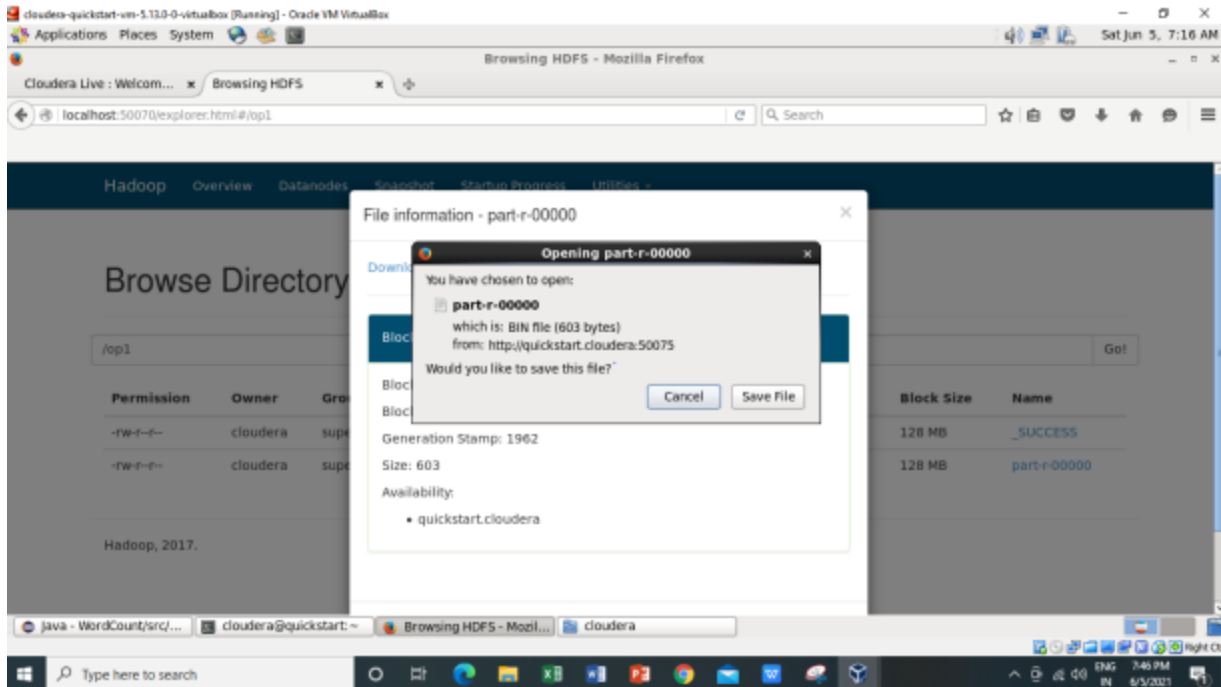 cloudera-quickstart-vm-5.13.0-0-virtualbox [Running] - Oracle VM VirtualBox
Applications Places System Sat Jun 5, 7:16 AM
Browsing HDFS - Mozilla Firefox
Cloudera Live : Welcom... Browsing HDFS
localhost:50070/explorer.html#/op1 Search
Hadoop Overview Datanodes Snapshot Startup Progress Utilities
File information - part-r-00000
Opening part-r-00000
Browse Directory
You have chosen to open:
part-r-00000
which is: BIN file (603 bytes)
from: http://quickstart.cloudera:50075
Would you like to save this file?
Cancel Save File
/op1 Go!
Permission Owner Block Size Name
-rw-r--r-- cloudera 128 MB _SUCCESS
-rw-r--r-- cloudera 128 MB part-r-00000
Generation Stamp: 1962
Size: 603
Availability:
• quickstart.cloudera
Hadoop, 2017.
Java - WordCount/src/... cloudera@quickstart:~ Browsing HDFS - Mozil... cloudera
Type here to search
ENG 7:46 PM
IN 6/5/2021